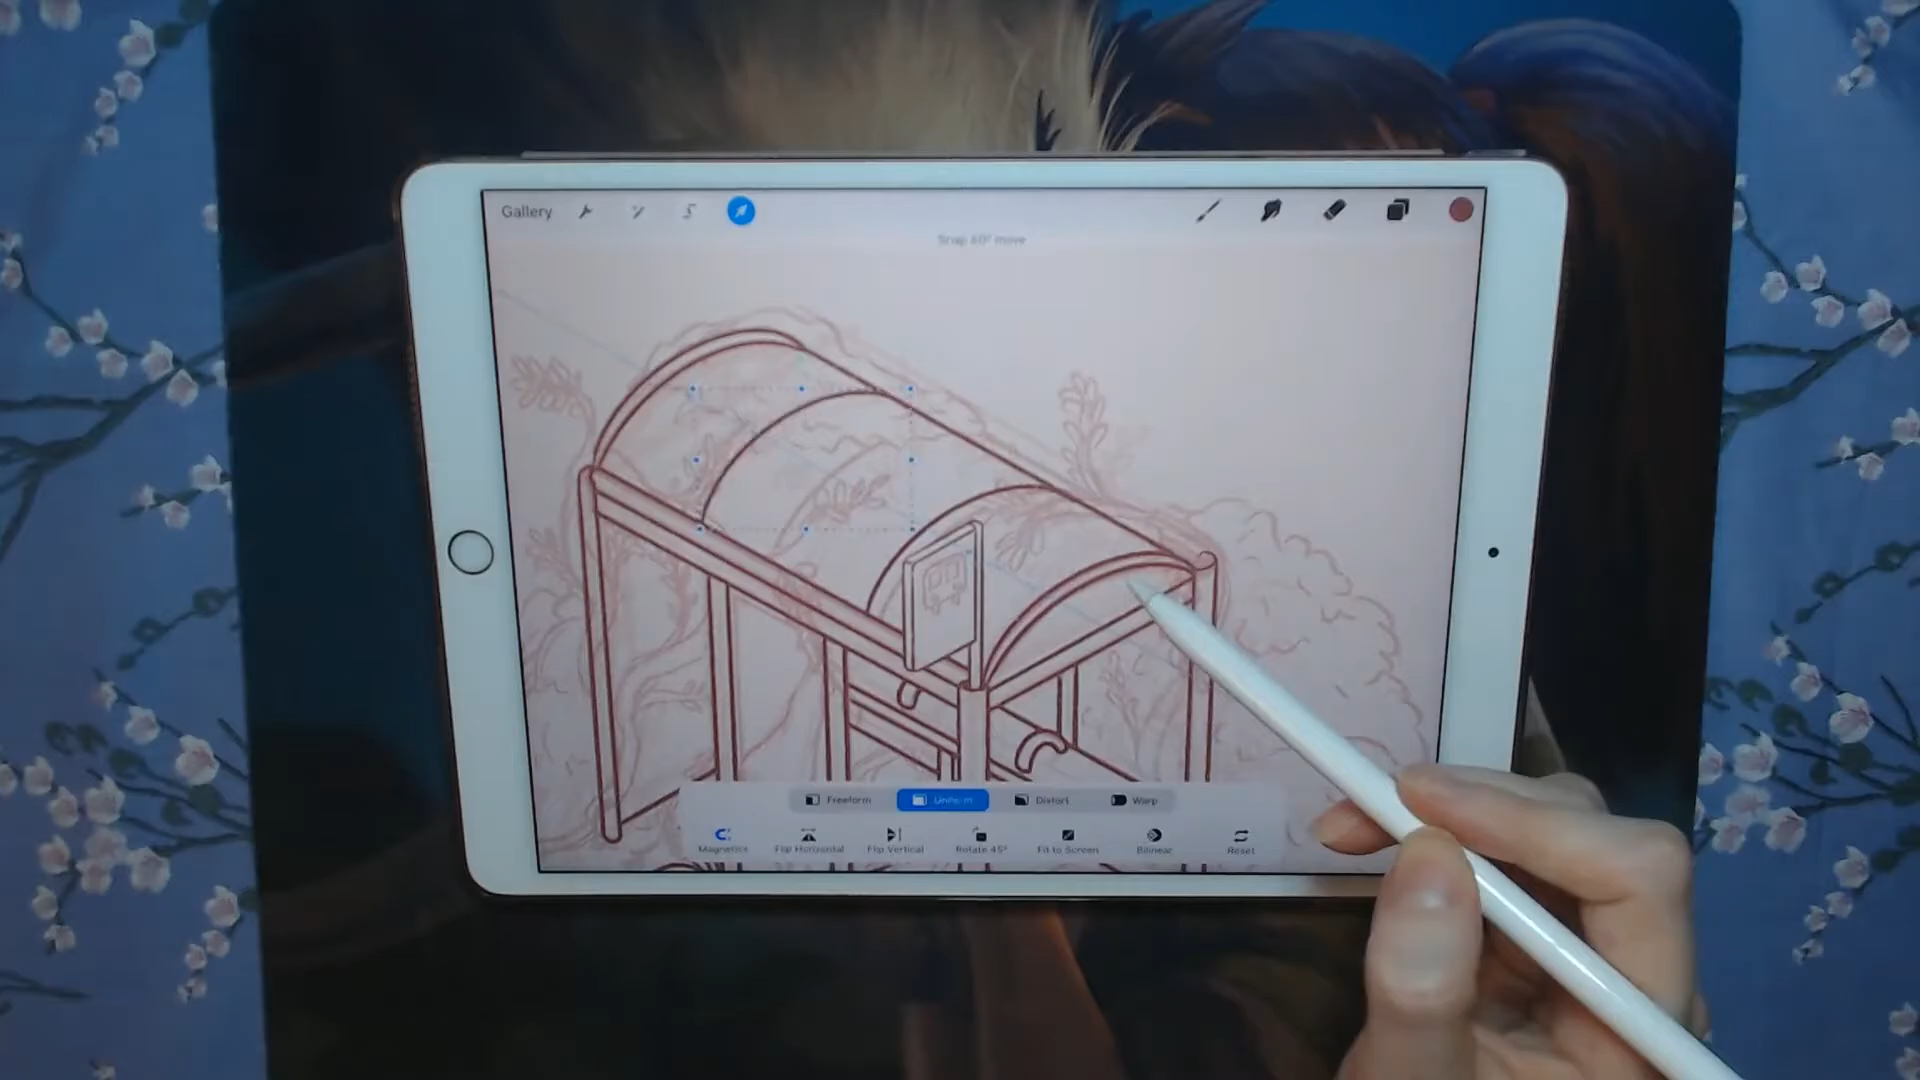 Gallery
Snap 60° move
Freeform Uniform Distort Warp
Magnetics Flip Horizontal Flip Vertical Rotate 45° Fit to Screen Bilinear Reset